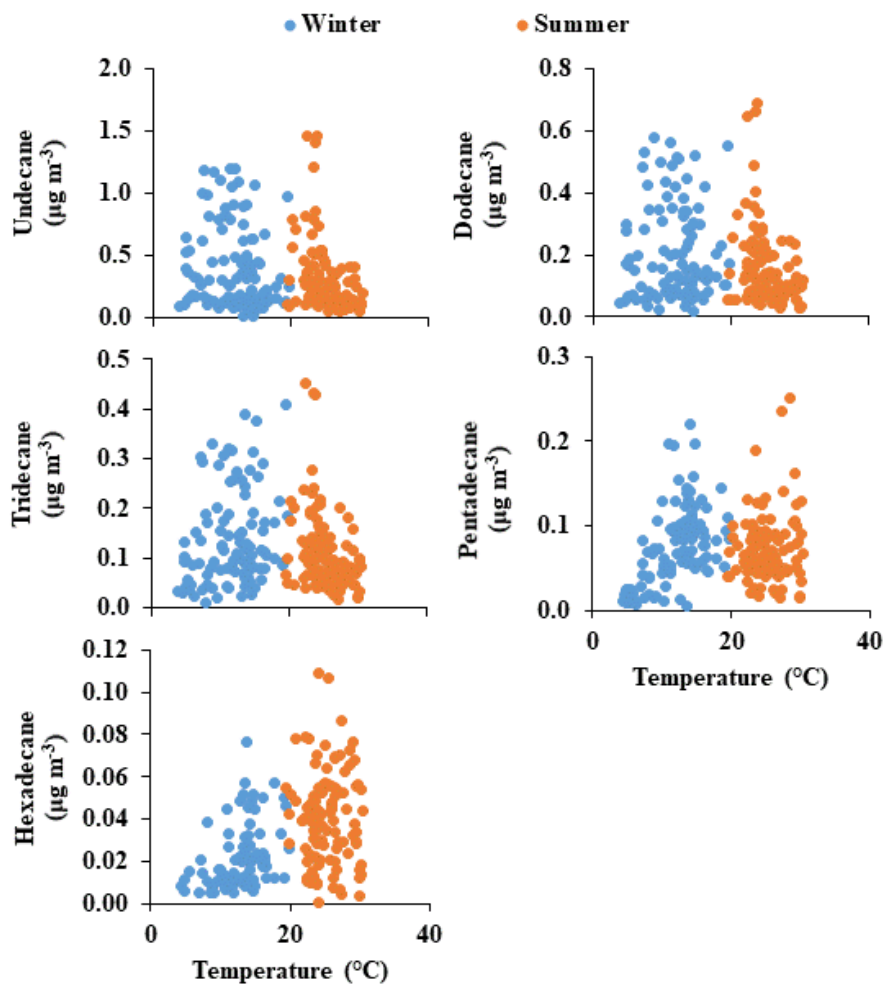 Winter Summer
Undecane
(µg m-3)
2.0
1.5
1.0
0.5
0.0
Dodecane
(µg m-3)
0.8
0.6
0.4
0.2
0.0
Tridecane
(µg m-3)
0.5
0.4
0.3
0.2
0.1
0.0
Pentadecane
(µg m-3)
0.3
0.2
0.1
0.0
0 20 40
Temperature (°C)
Hexadecane
(µg m-3)
0.12
0.10
0.08
0.06
0.04
0.02
0.00
0 20 40
Temperature (°C)